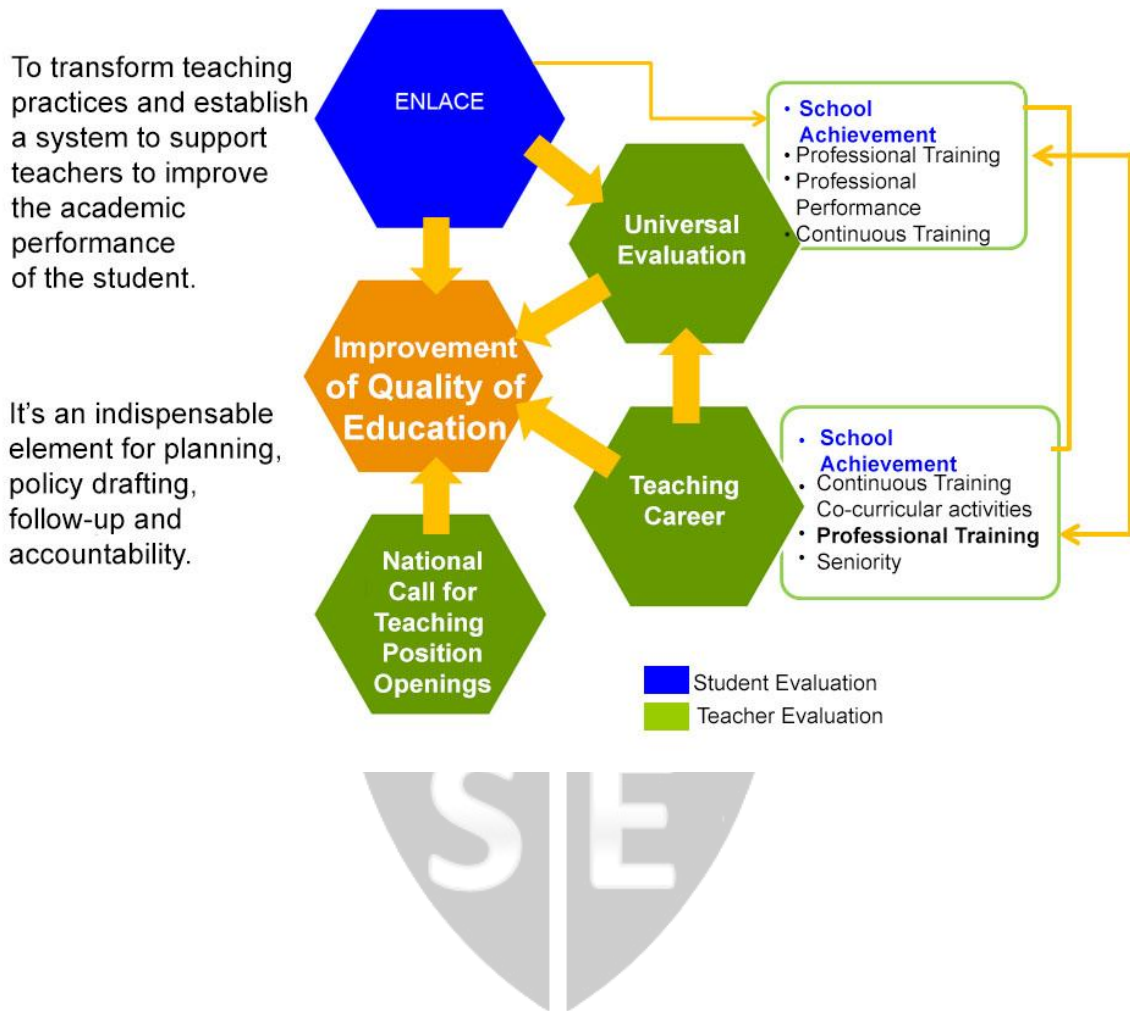 To transform teaching
practices and establish
a system to support
teachers to improve
the academic
performance
of the student.
It’s an indispensable
element for planning,
policy drafting,
follow-up and
accountability.
ENLACE
Universal
Evaluation
Improvement
of Quality of
Education
Teaching
Career
National
Call for
Teaching
Position
Openings
• School
Achievement
• Professional Training
• Professional
Performance
• Continuous Training
• School
Achievement
• Continuous Training
Co-curricular activities
• Professional Training
• Seniority
Student Evaluation
Teacher Evaluation
S E